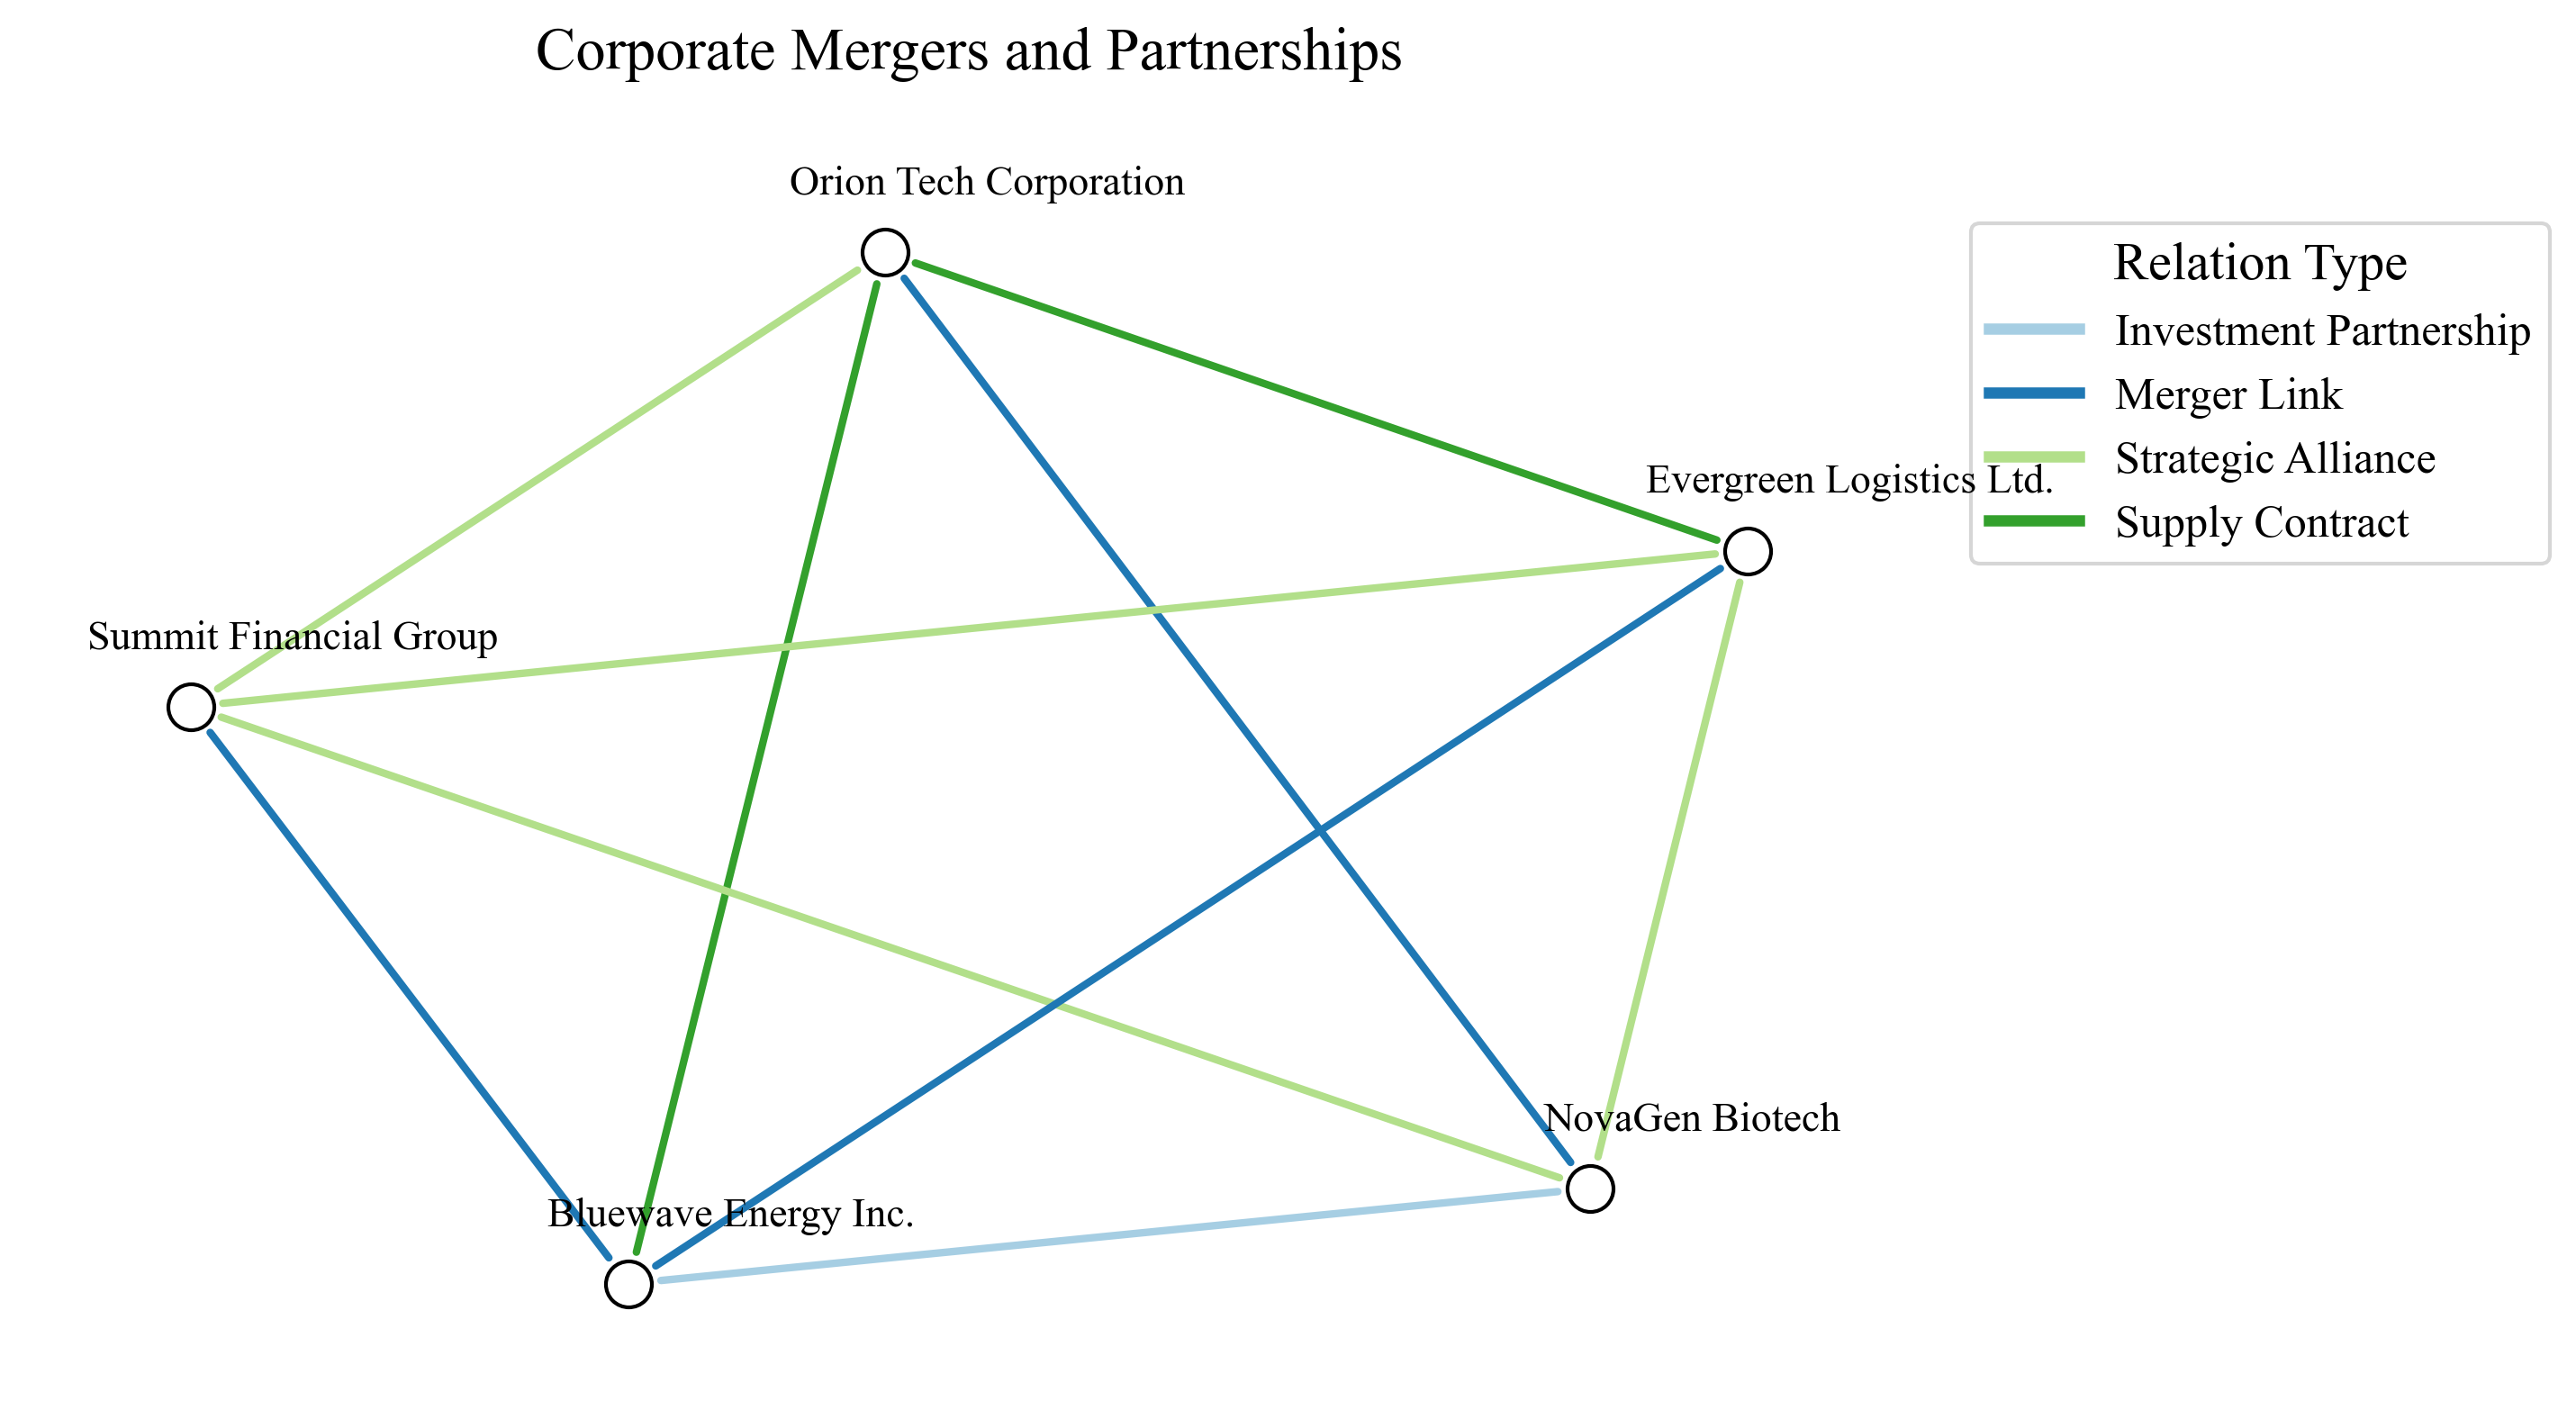 Corporate Mergers and Partnerships
Orion Tech Corporation
Relation Type
Investment Partnership
Merger Link
Strategic Alliance
Supply Contract
Evergreen Logistics Ltd.
Summit Financial Group
NovaGen Biotech
Bluewave Energy Inc.